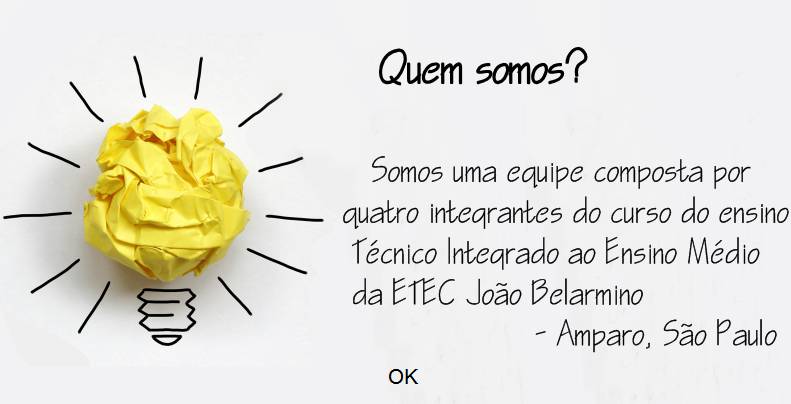 Quem somos?
Somos uma equipe composta por
quatro integrantes do curso do ensino
Técnico Integrado ao Ensino Médio
da ETEC João Belarmino
- Amparo, São Paulo
OK